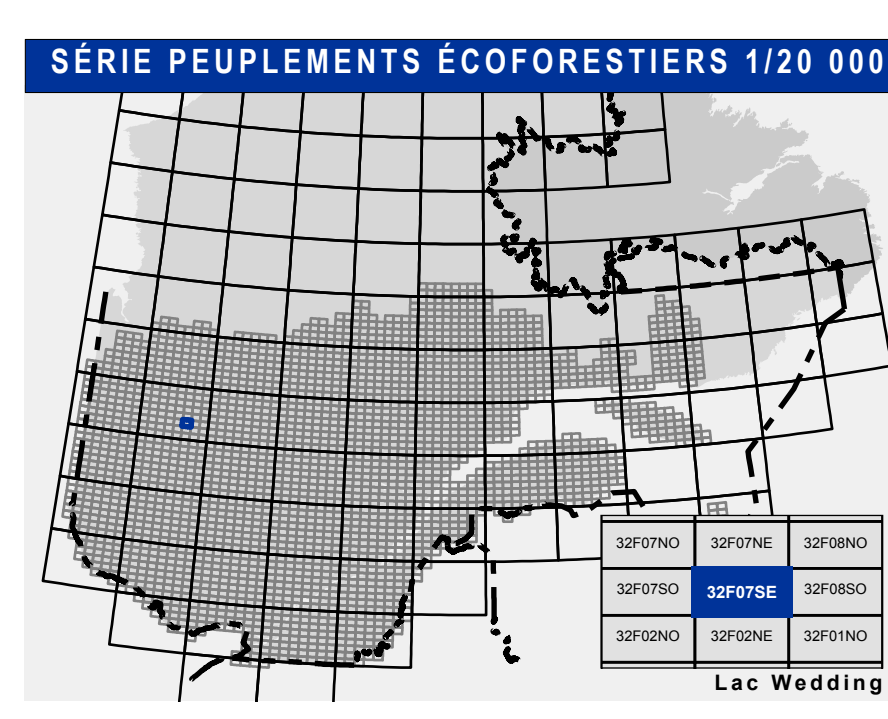 SÉRIE PEUPLEMENTS ÉCOFORESTIERS 1/20 000
32F07NO 32F07NE 32F08NO
32F07SO 32F07SE 32F08SO
32F02NO 32F02NE 32F01NO
Lac Wedding